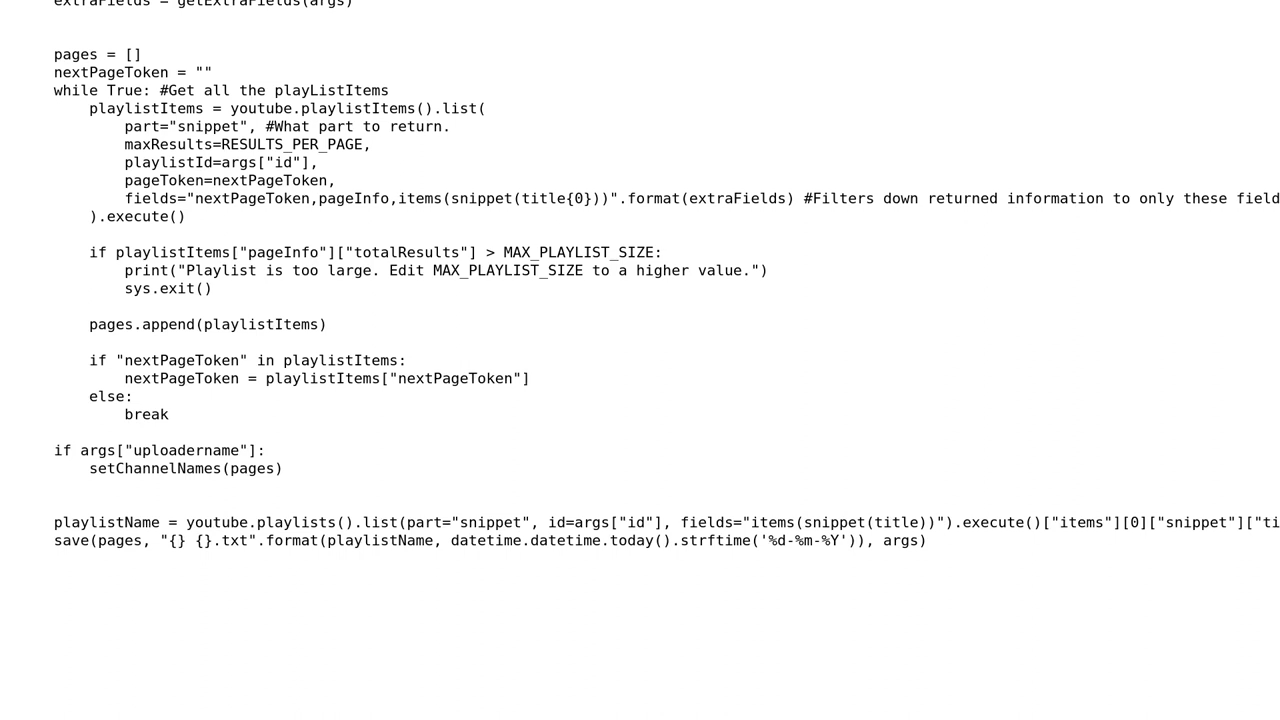 extraFields = getExtraFields(args)
pages = []
nextPageToken = ""
while True: #Get all the playListItems
    playlistItems = youtube.playlistItems().list(
        part="snippet", #What part to return.
        maxResults=RESULTS_PER_PAGE,
        playlistId=args["id"],
        pageToken=nextPageToken,
        fields="nextPageToken,pageInfo,items(snippet(title{0}))".format(extraFields) #Filters down returned information to only these field
    ).execute()
    if playlistItems["pageInfo"]["totalResults"] > MAX_PLAYLIST_SIZE:
        print("Playlist is too large. Edit MAX_PLAYLIST_SIZE to a higher value.")
        sys.exit()
    pages.append(playlistItems)
    if "nextPageToken" in playlistItems:
        nextPageToken = playlistItems["nextPageToken"]
    else:
        break
if args["uploadername"]:
    setChannelNames(pages)
playlistName = youtube.playlists().list(part="snippet", id=args["id"], fields="items(snippet(title))").execute()["items"][0]["snippet"]["ti
save(pages, "{} {}.txt".format(playlistName, datetime.datetime.today().strftime('%d-%m-%Y')), args)